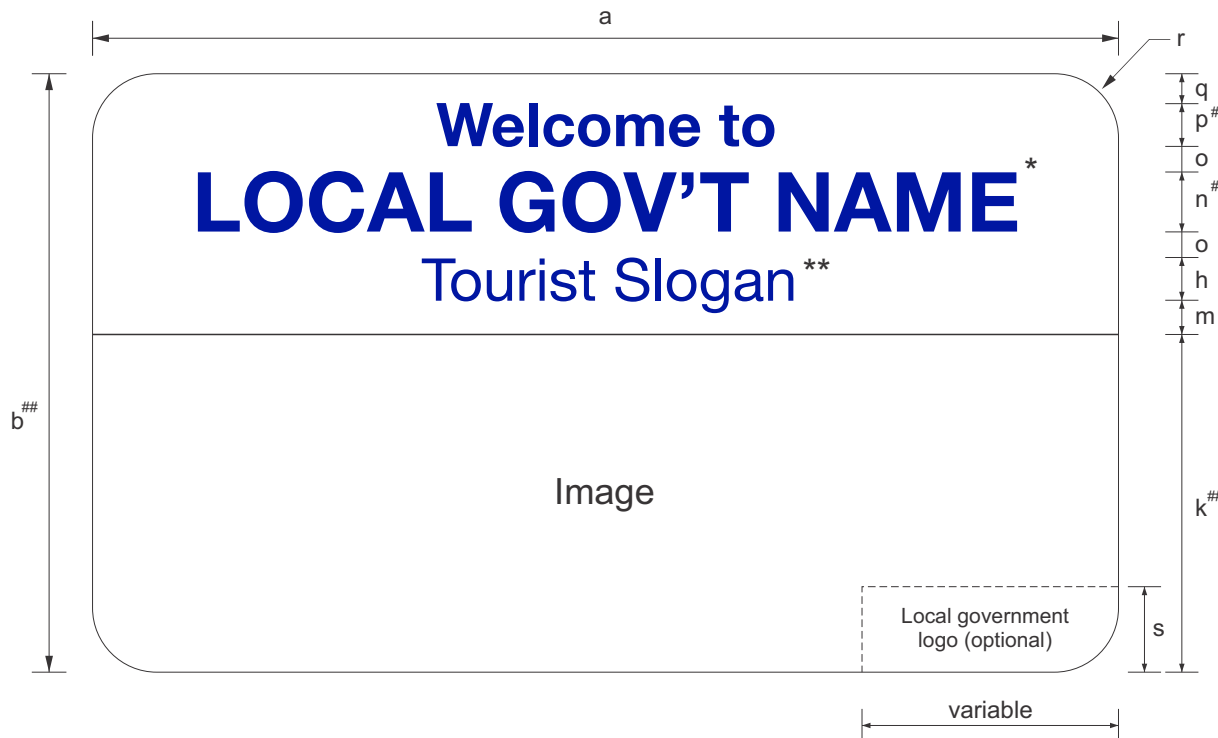 a
r
q
p#
Welcome to
o
LOCAL GOV’T NAME*
n#
o
Tourist Slogan**
h
m
b##
Image
k##
Local government
logo (optional)
s
variable